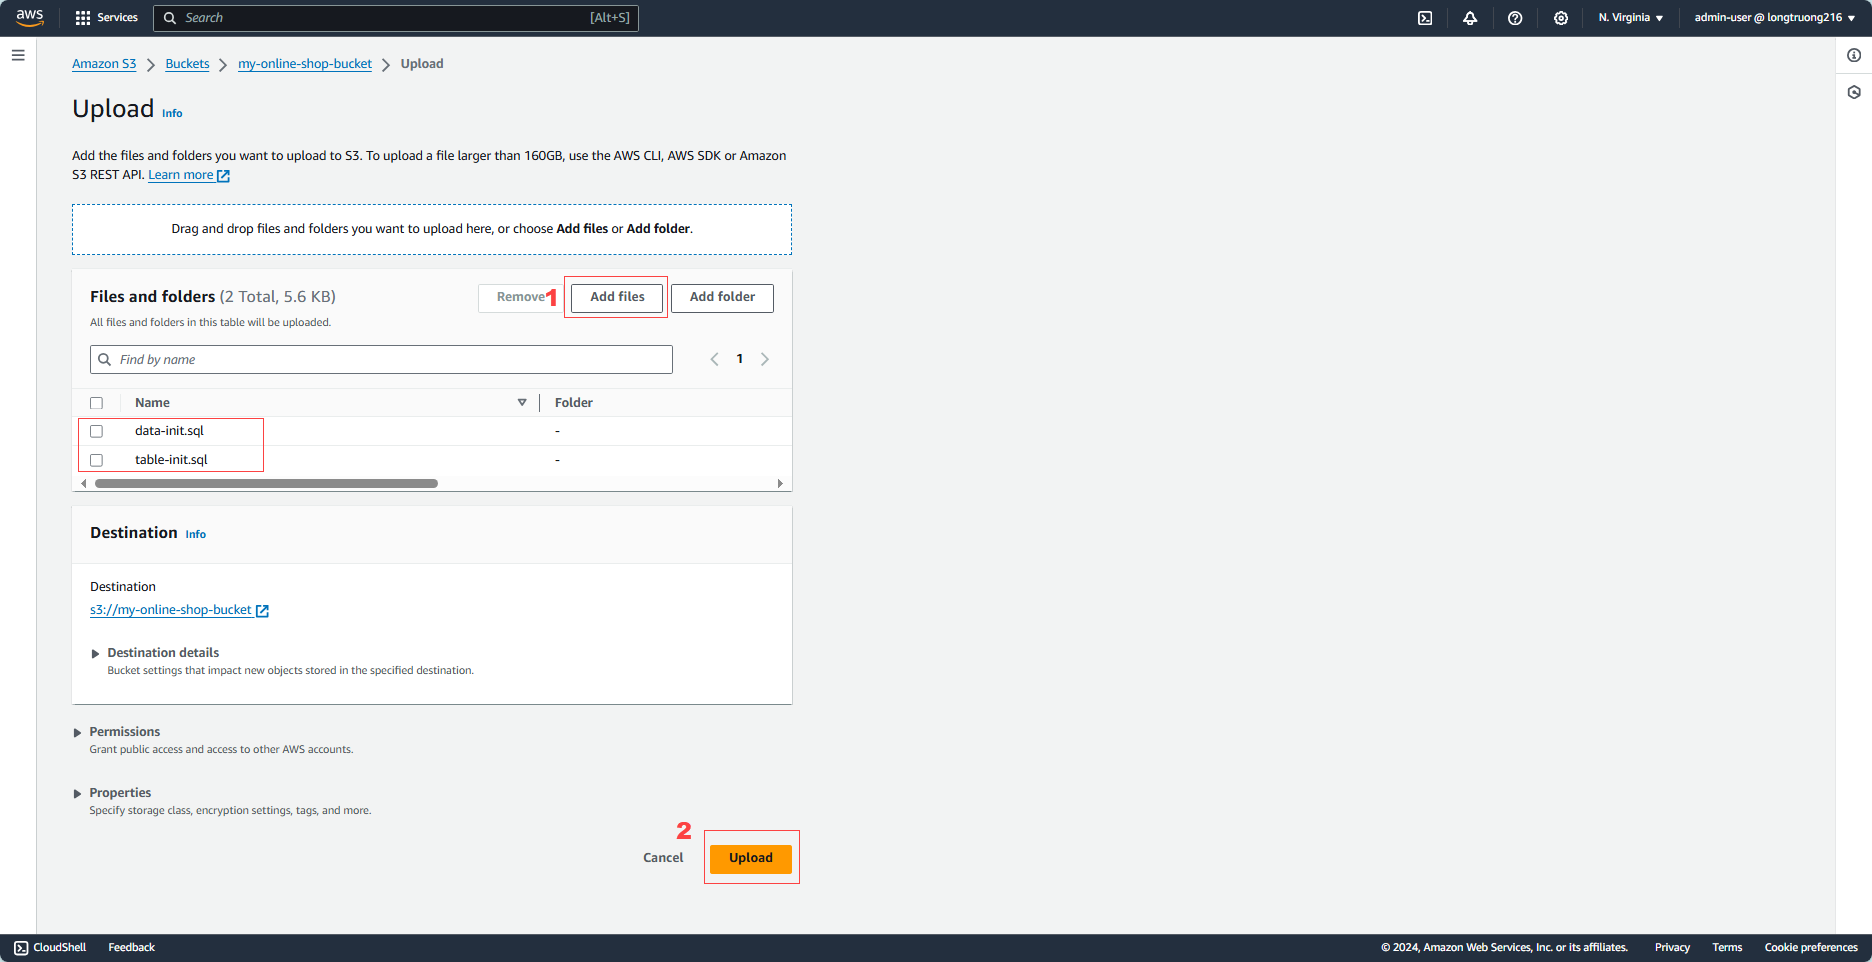 aws
Services
Search
[Alt+S]
N. Virginia
admin-user @ longtruong216
Amazon S3
Buckets
my-online-shop-bucket
Upload
Upload Info
Add the files and folders you want to upload to S3. To upload a file larger than 160GB, use the AWS CLI, AWS SDK or Amazon
S3 REST API. Learn more
Drag and drop files and folders you want to upload here, or choose Add files or Add folder.
Files and folders (2 Total, 5.6 KB)
Remove
1
Add files
Add folder
All files and folders in this table will be uploaded.
Find by name
1
Name
Folder
data-init.sql
-
table-init.sql
-
Destination Info
Destination
s3://my-online-shop-bucket
Destination details
Bucket settings that impact new objects stored in the specified destination.
Permissions
Grant public access and access to other AWS accounts.
Properties
Specify storage class, encryption settings, tags, and more.
2
Cancel
Upload
CloudShell
Feedback
© 2024, Amazon Web Services, Inc. or its affiliates.
Privacy
Terms
Cookie preferences